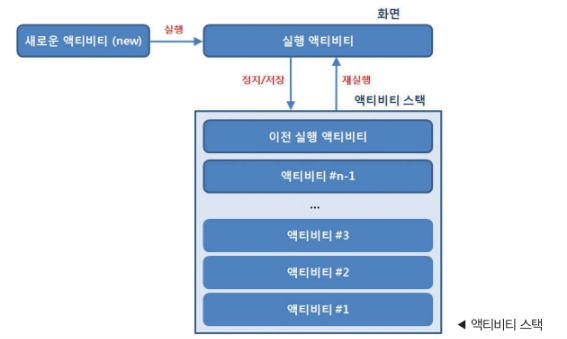 화면
새로운 액티비티 (new)
실행
실행 액티비티
정지/저장
재실행
액티비티 스택
이전 실행 액티비티
액티비티 #n-1
...
액티비티 #3
액티비티 #2
액티비티 #1
◀ 액티비티 스택